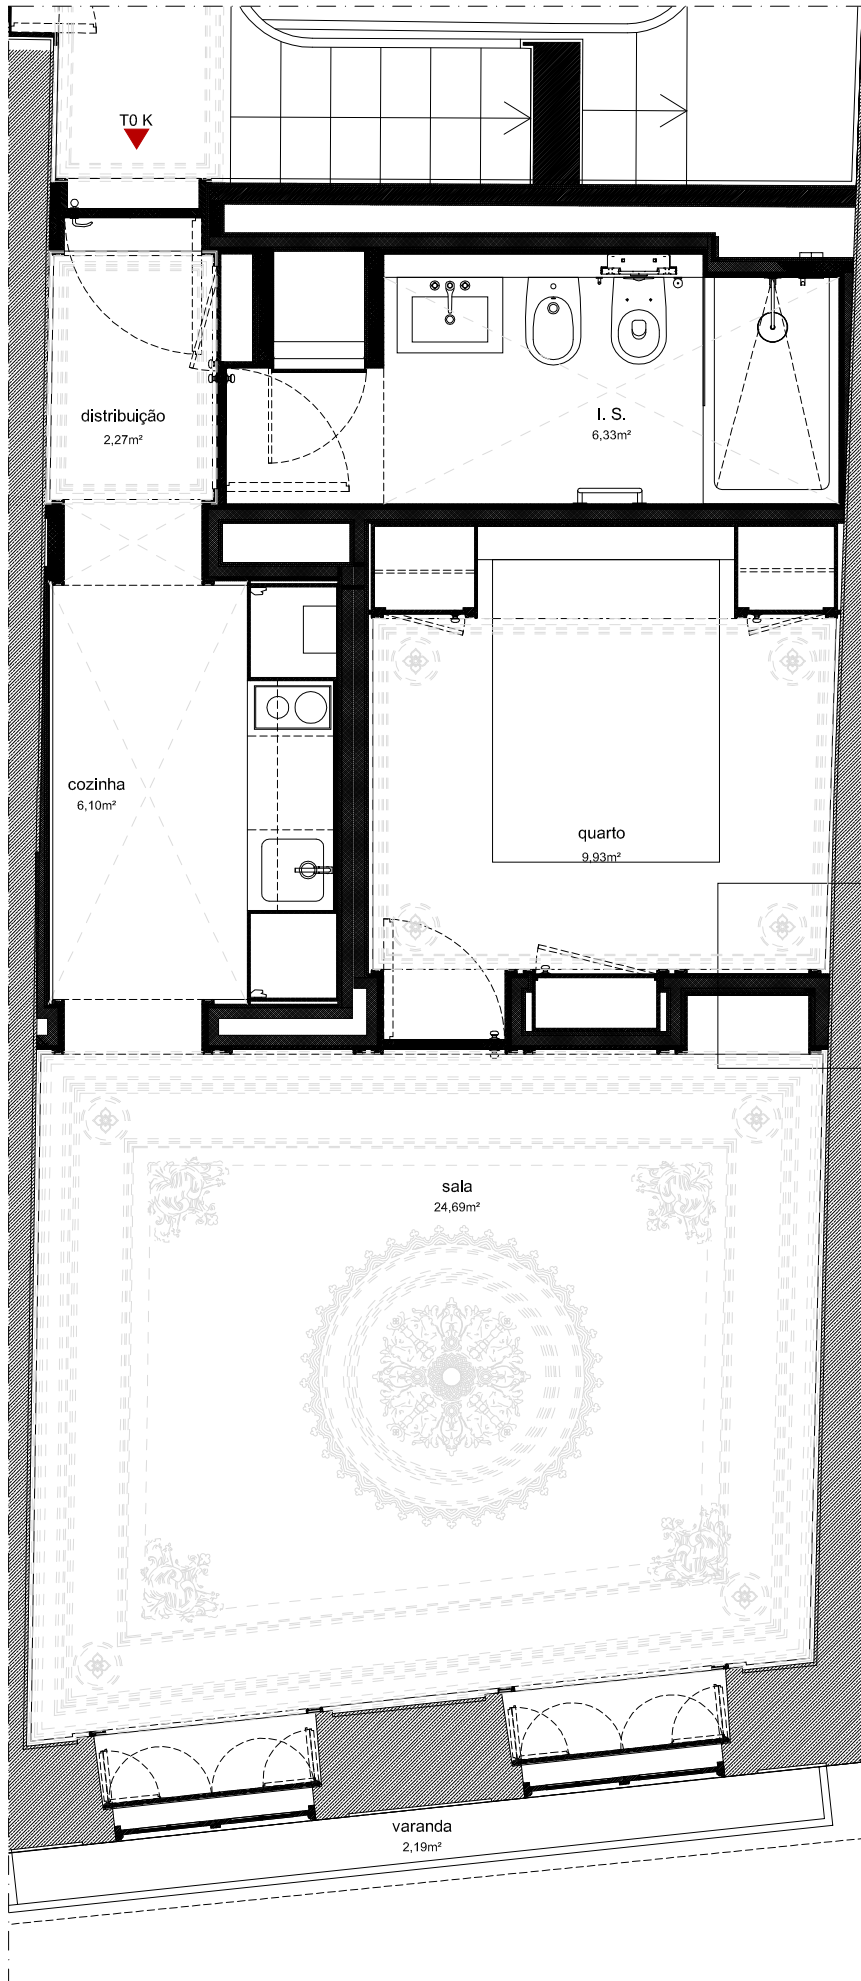 T0 K
distribuição
2,27m²
I. S.
6,33m²
cozinha
6,10m²
quarto
9,93m²
sala
24,69m²
varanda
2,19m²